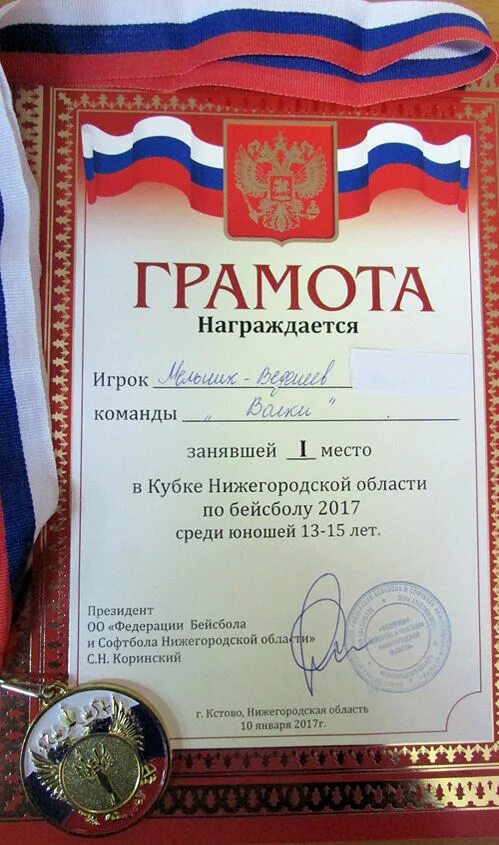 ГРАМОТА
Награждается
Игрок Мельник-
команды „ Волки "
занявшей I место
в Кубке Нижегородской области
по бейсболу 2017
среди юношей 13-15 лет.
Президент
ОО «Федерации Бейсбола
и Софтбола Нижегородской области»
С.Н. Коринский
г. Кстово, Нижегородская область
10 января 2017г.